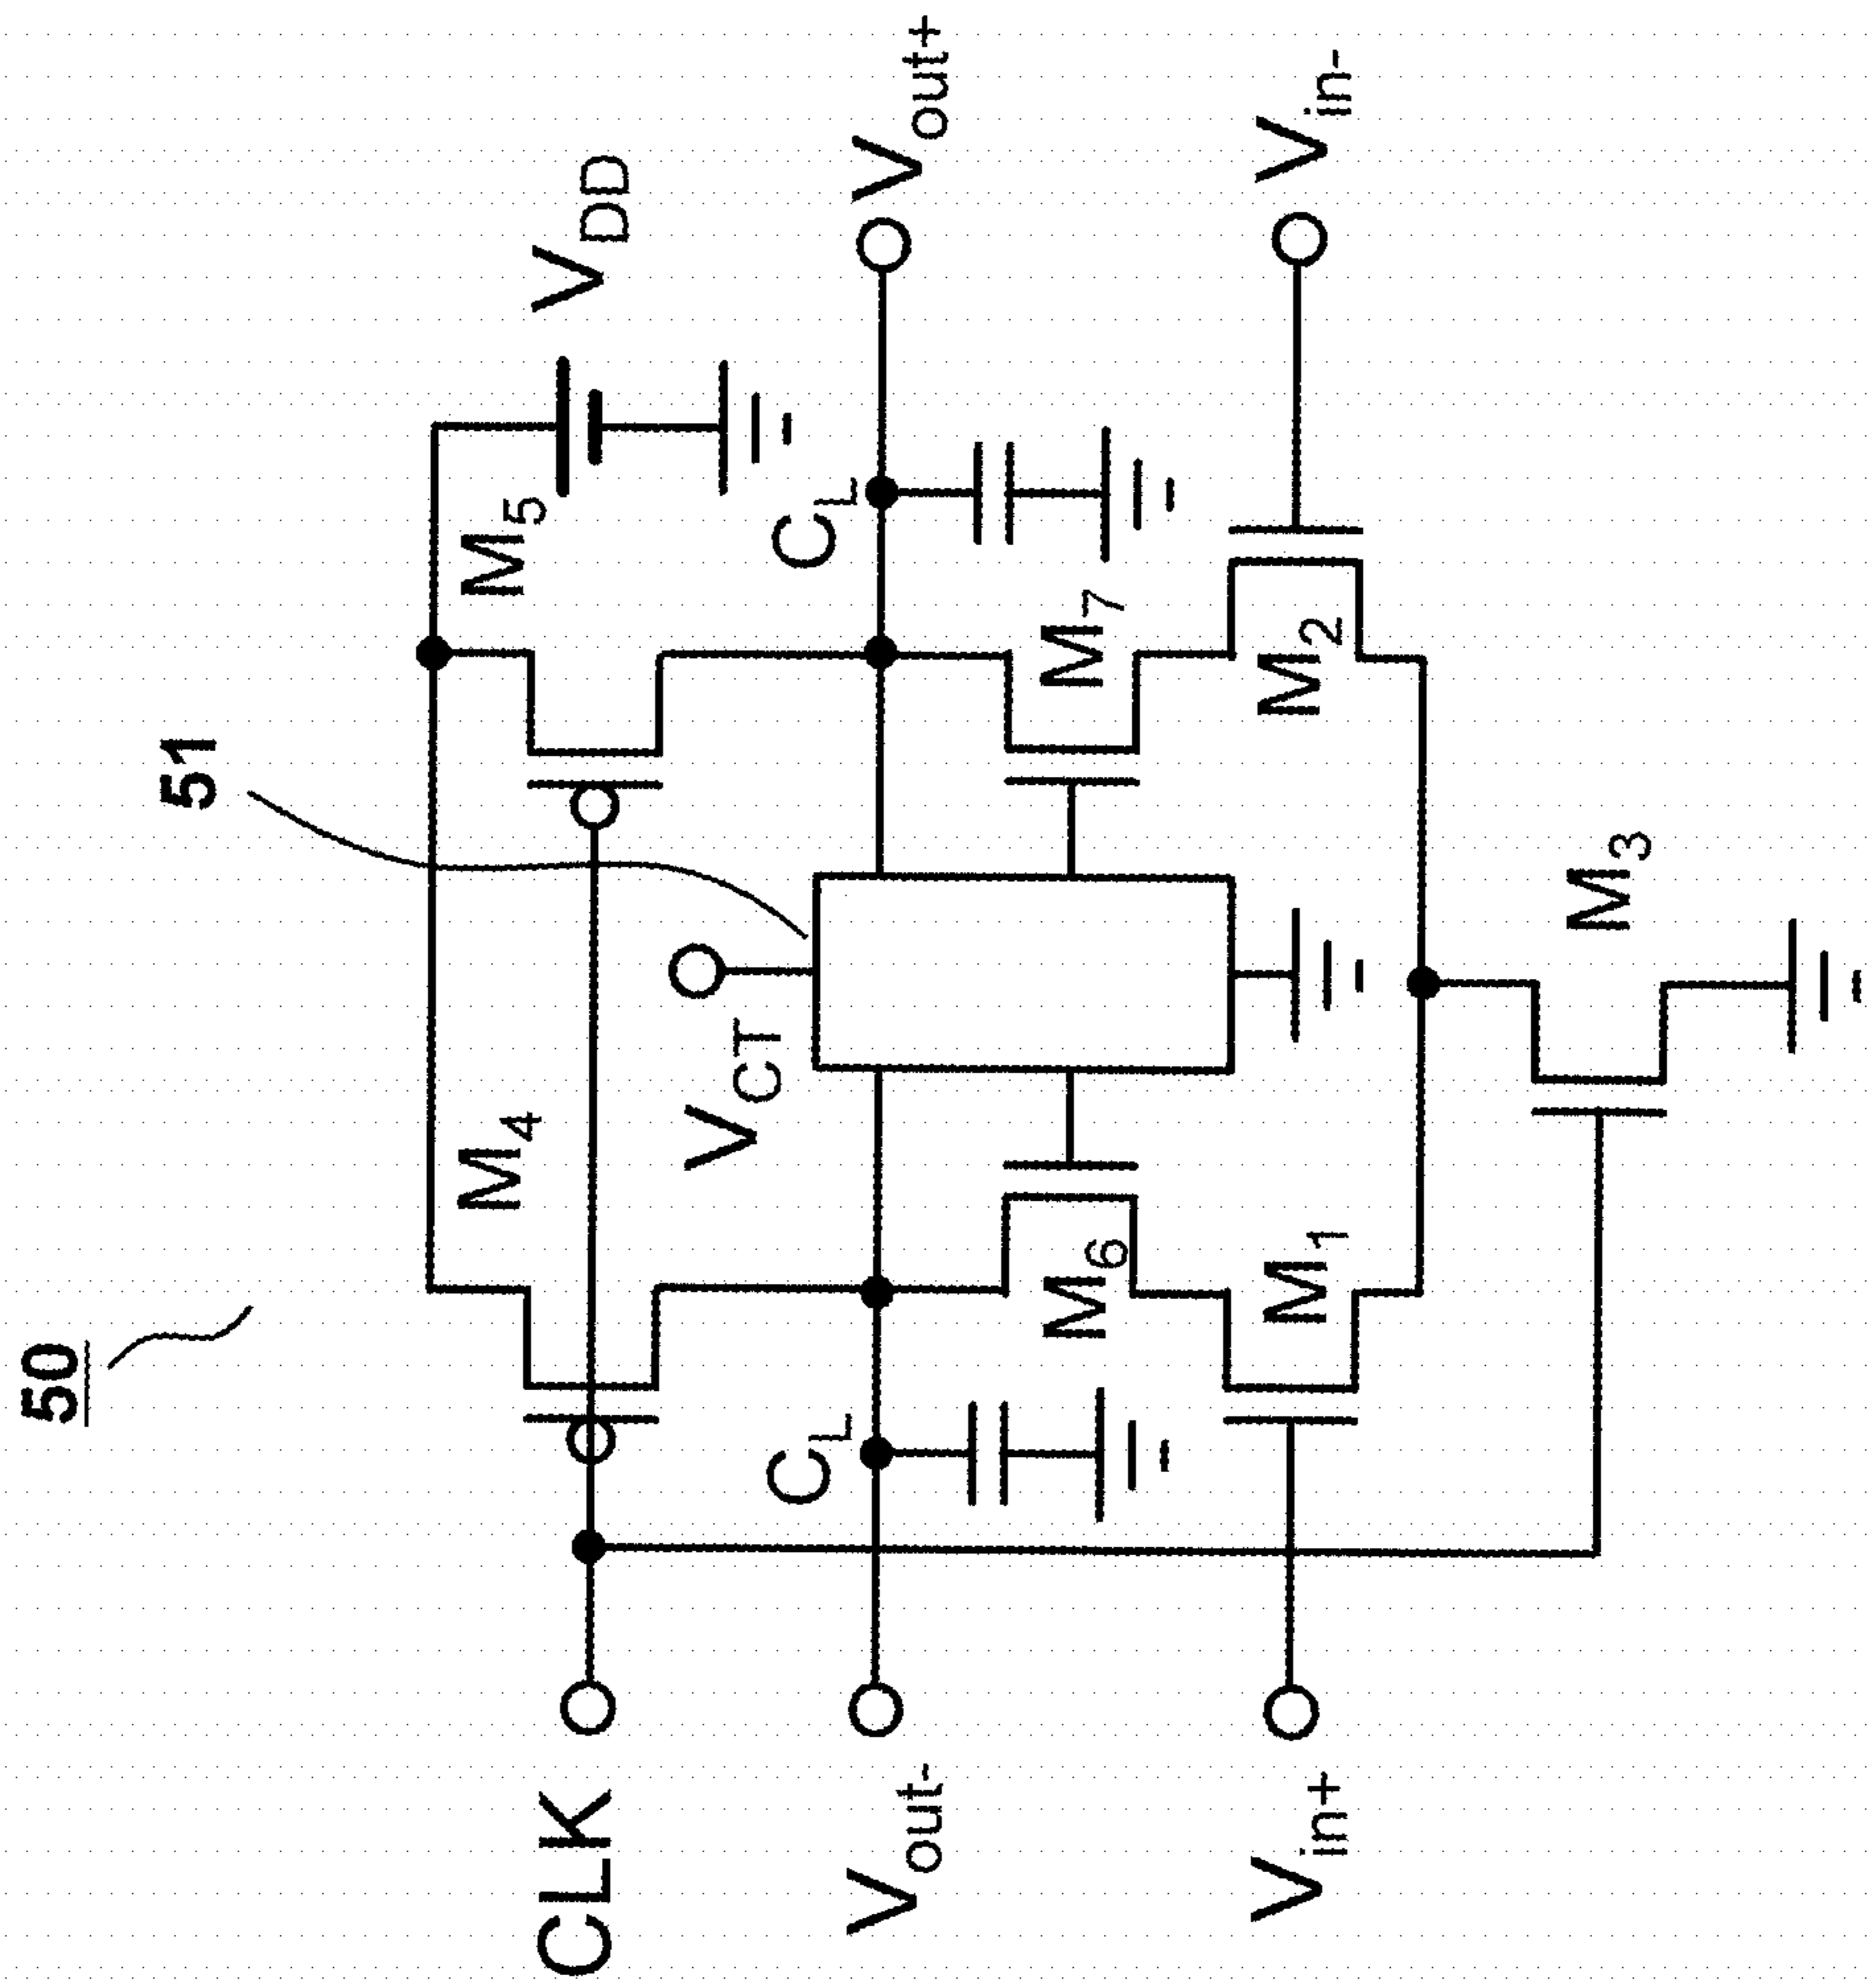 50
51
M4
M5
VDD
CLK
VCT
CL
CL
Vout-
Vout+
M6
M7
Vin+
M1
M2
Vin-
M3